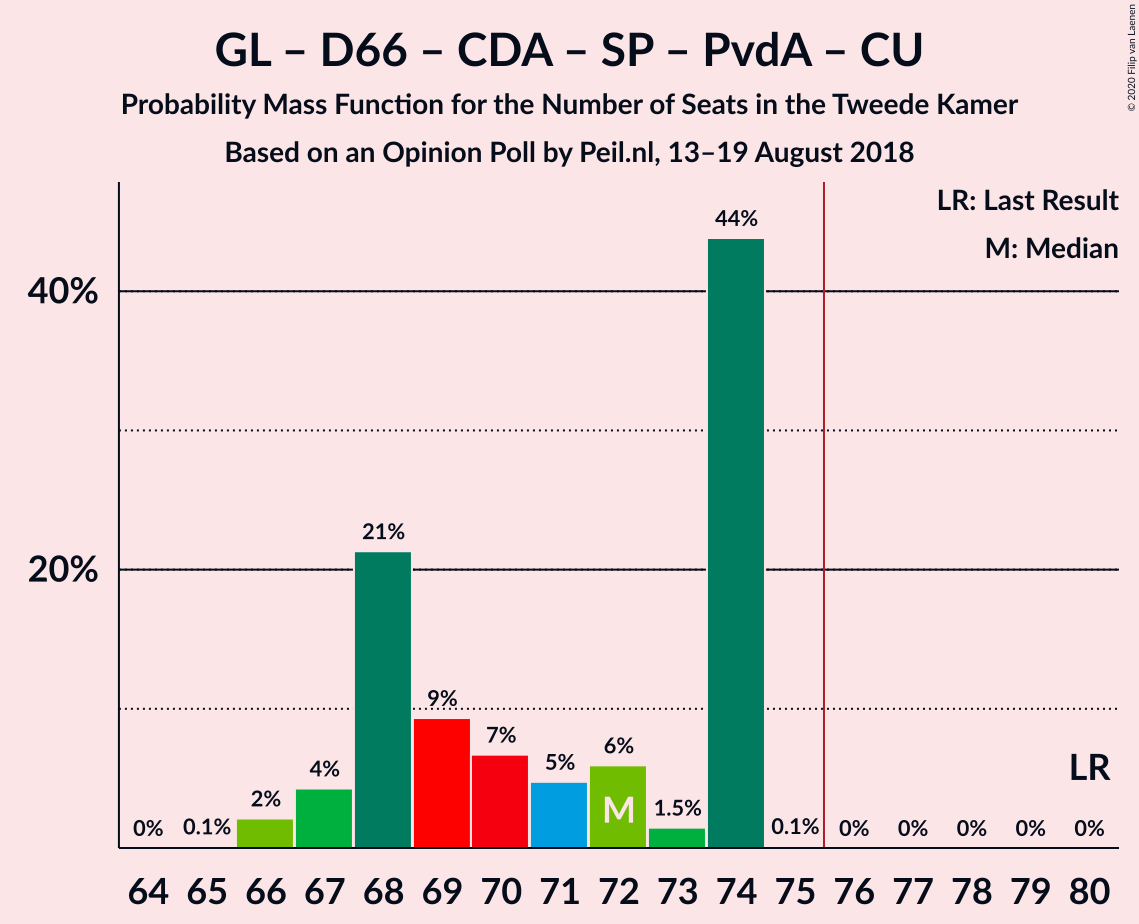 GL – D66 – CDA – SP – PvdA – CU
Probability Mass Function for the Number of Seats in the Tweede Kamer
Based on an Opinion Poll by Peil.nl, 13–19 August 2018
© 2020 Filip van Laenen
LR: Last Result
M: Median
40%
20%
0%
0.1%
2%
4%
21%
9%
7%
5%
6%
1.5%
44%
0.1%
0%
0%
0%
0%
0%
M
LR
64 65 66 67 68 69 70 71 72 73 74 75 76 77 78 79 80